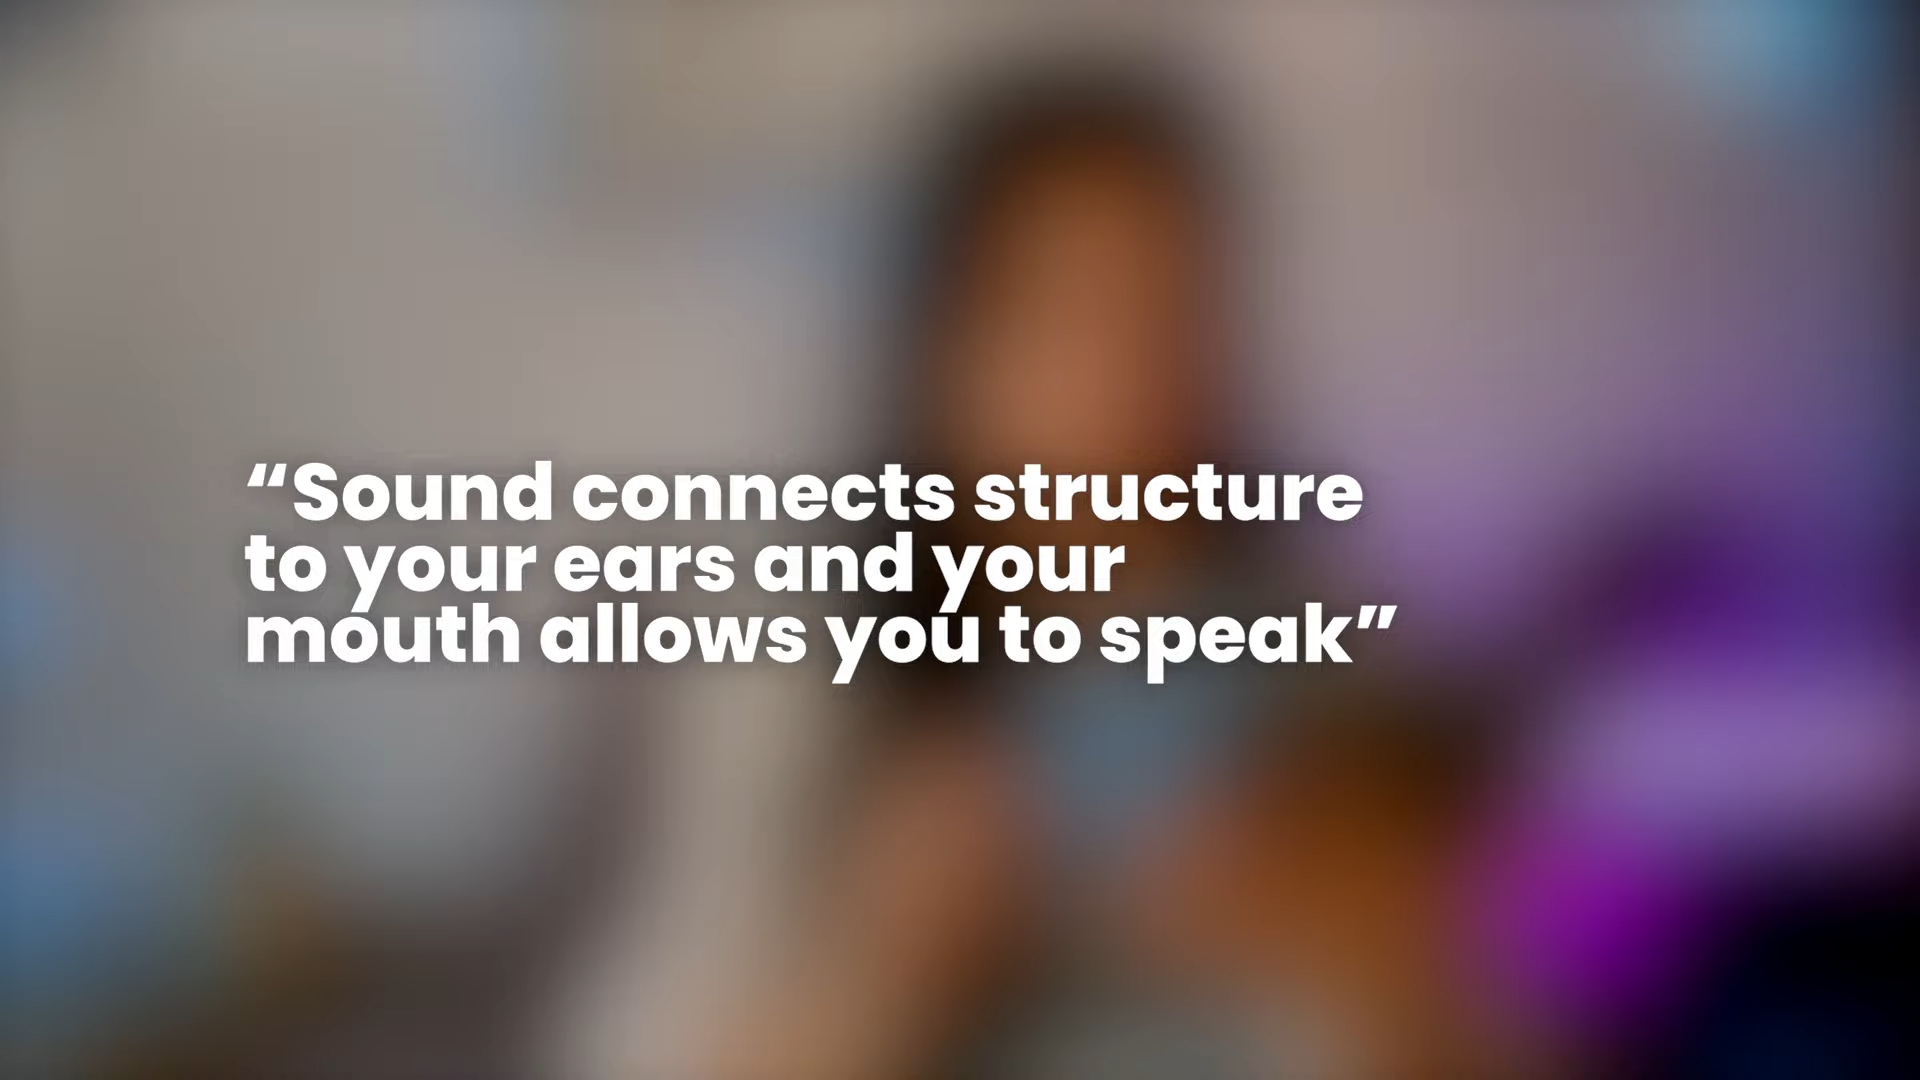 “Sound connects structure
to your ears and your
mouth allows you to speak”